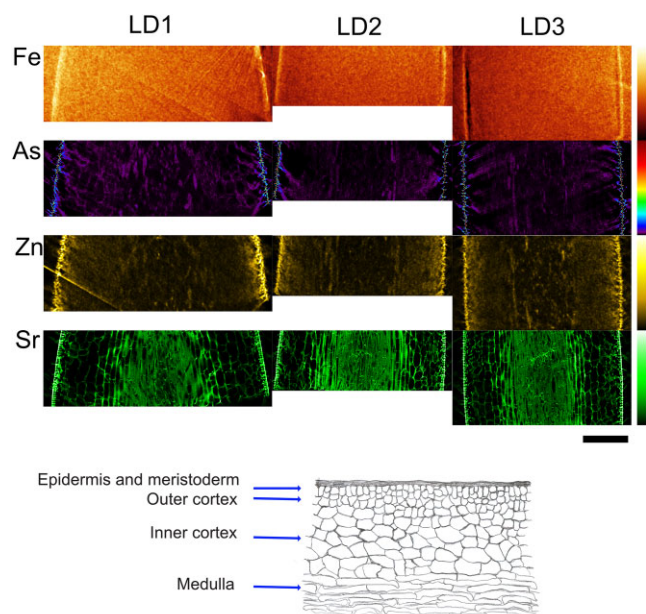 LD1 LD2 LD3
Fe
As
Zn
Sr
Epidermis and meristoderm
Outer cortex
Inner cortex
Medulla